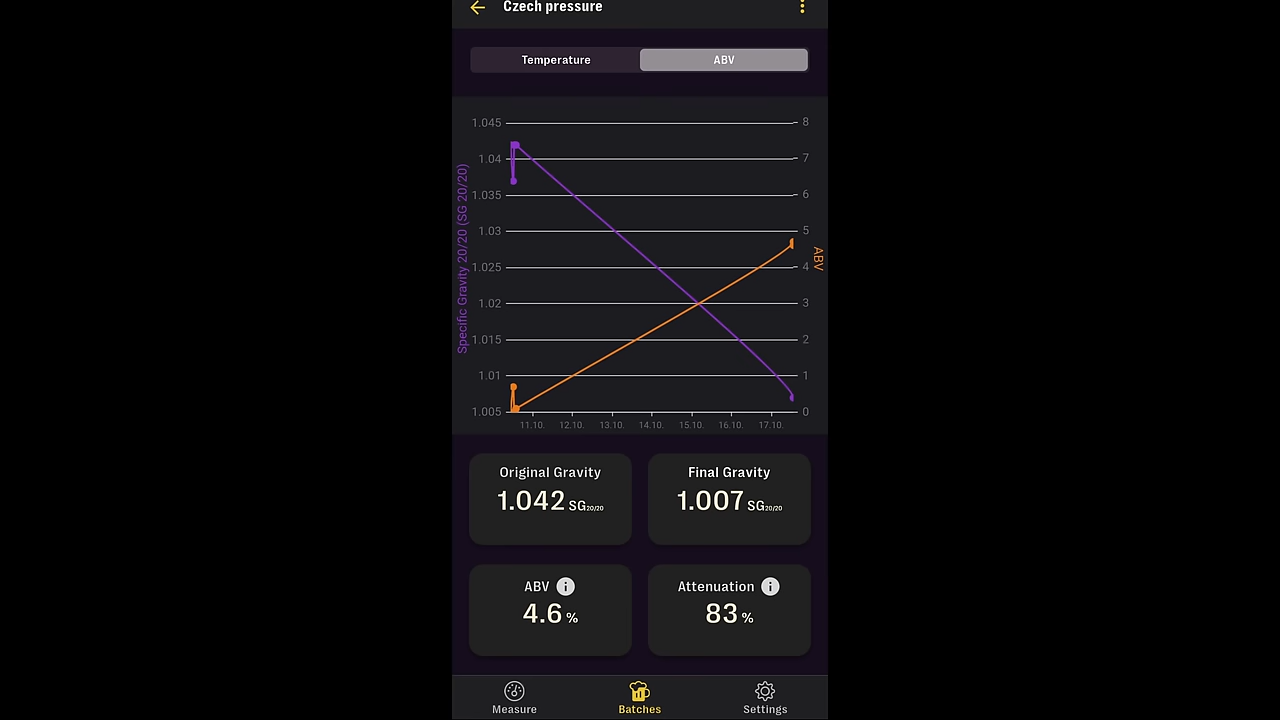 Czech pressure
Temperature ABV
1.045 8
1.04 7
1.035 6
1.03 5
1.025 4
1.02 3
1.015 2
1.01 1
1.005 0
Specific Gravity 20/20 (SG 20/20)
ABV
11.10. 12.10. 13.10. 14.10. 15.10. 16.10. 17.10.
Original Gravity Final Gravity
1.042 SG20/20 1.007 SG20/20
ABV i Attenuation i
4.6 % 83 %
Measure Batches Settings